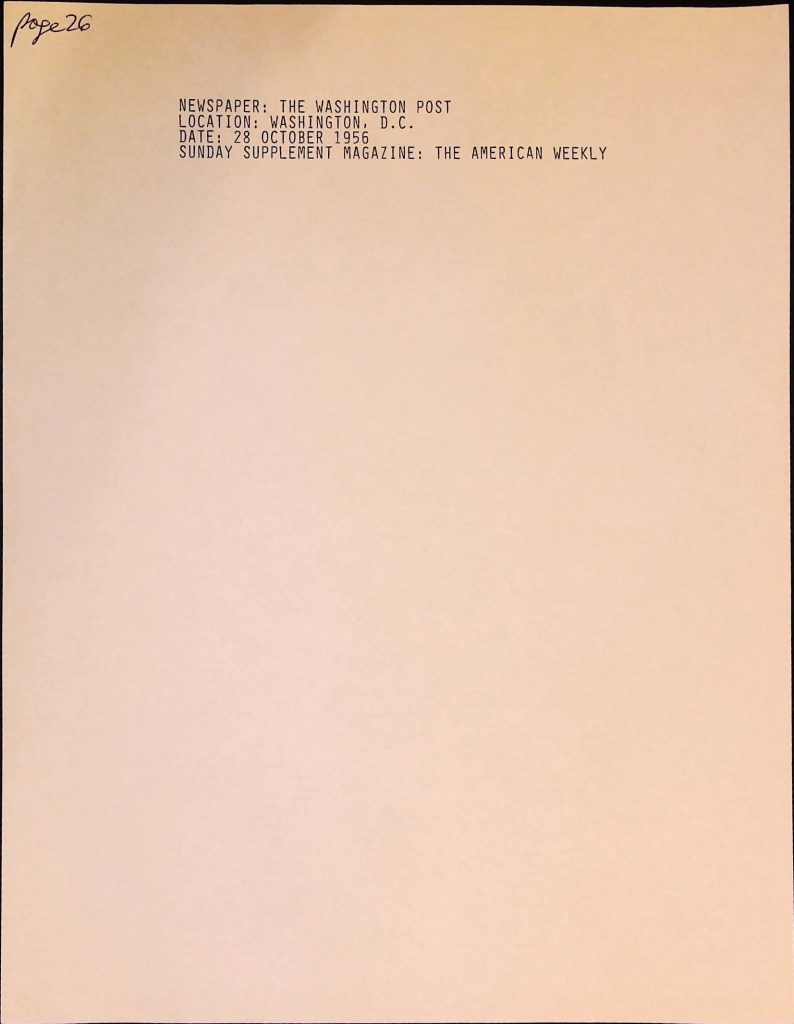 page 26
NEWSPAPER: THE WASHINGTON POST
LOCATION: WASHINGTON, D.C.
DATE: 28 OCTOBER 1956
SUNDAY SUPPLEMENT MAGAZINE: THE AMERICAN WEEKLY